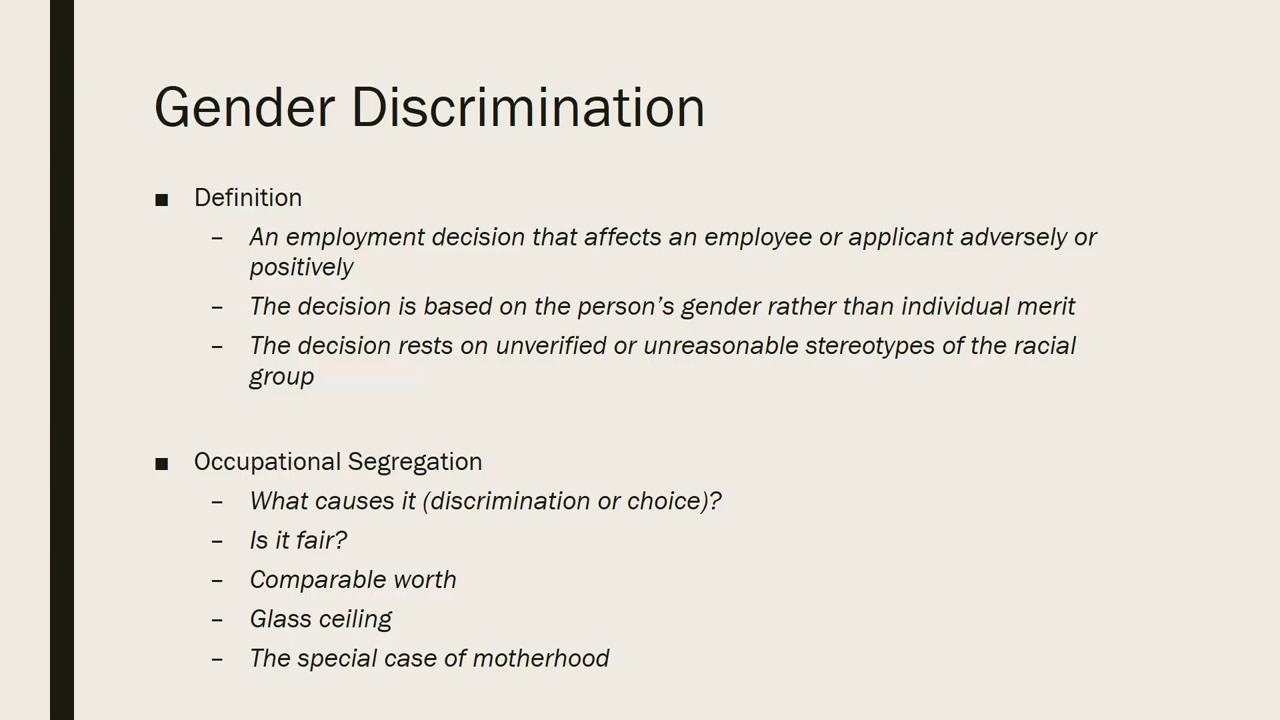 Gender Discrimination
▪ Definition
– An employment decision that affects an employee or applicant adversely or
positively
– The decision is based on the person’s gender rather than individual merit
– The decision rests on unverified or unreasonable stereotypes of the racial
group
▪ Occupational Segregation
– What causes it (discrimination or choice)?
– Is it fair?
– Comparable worth
– Glass ceiling
– The special case of motherhood